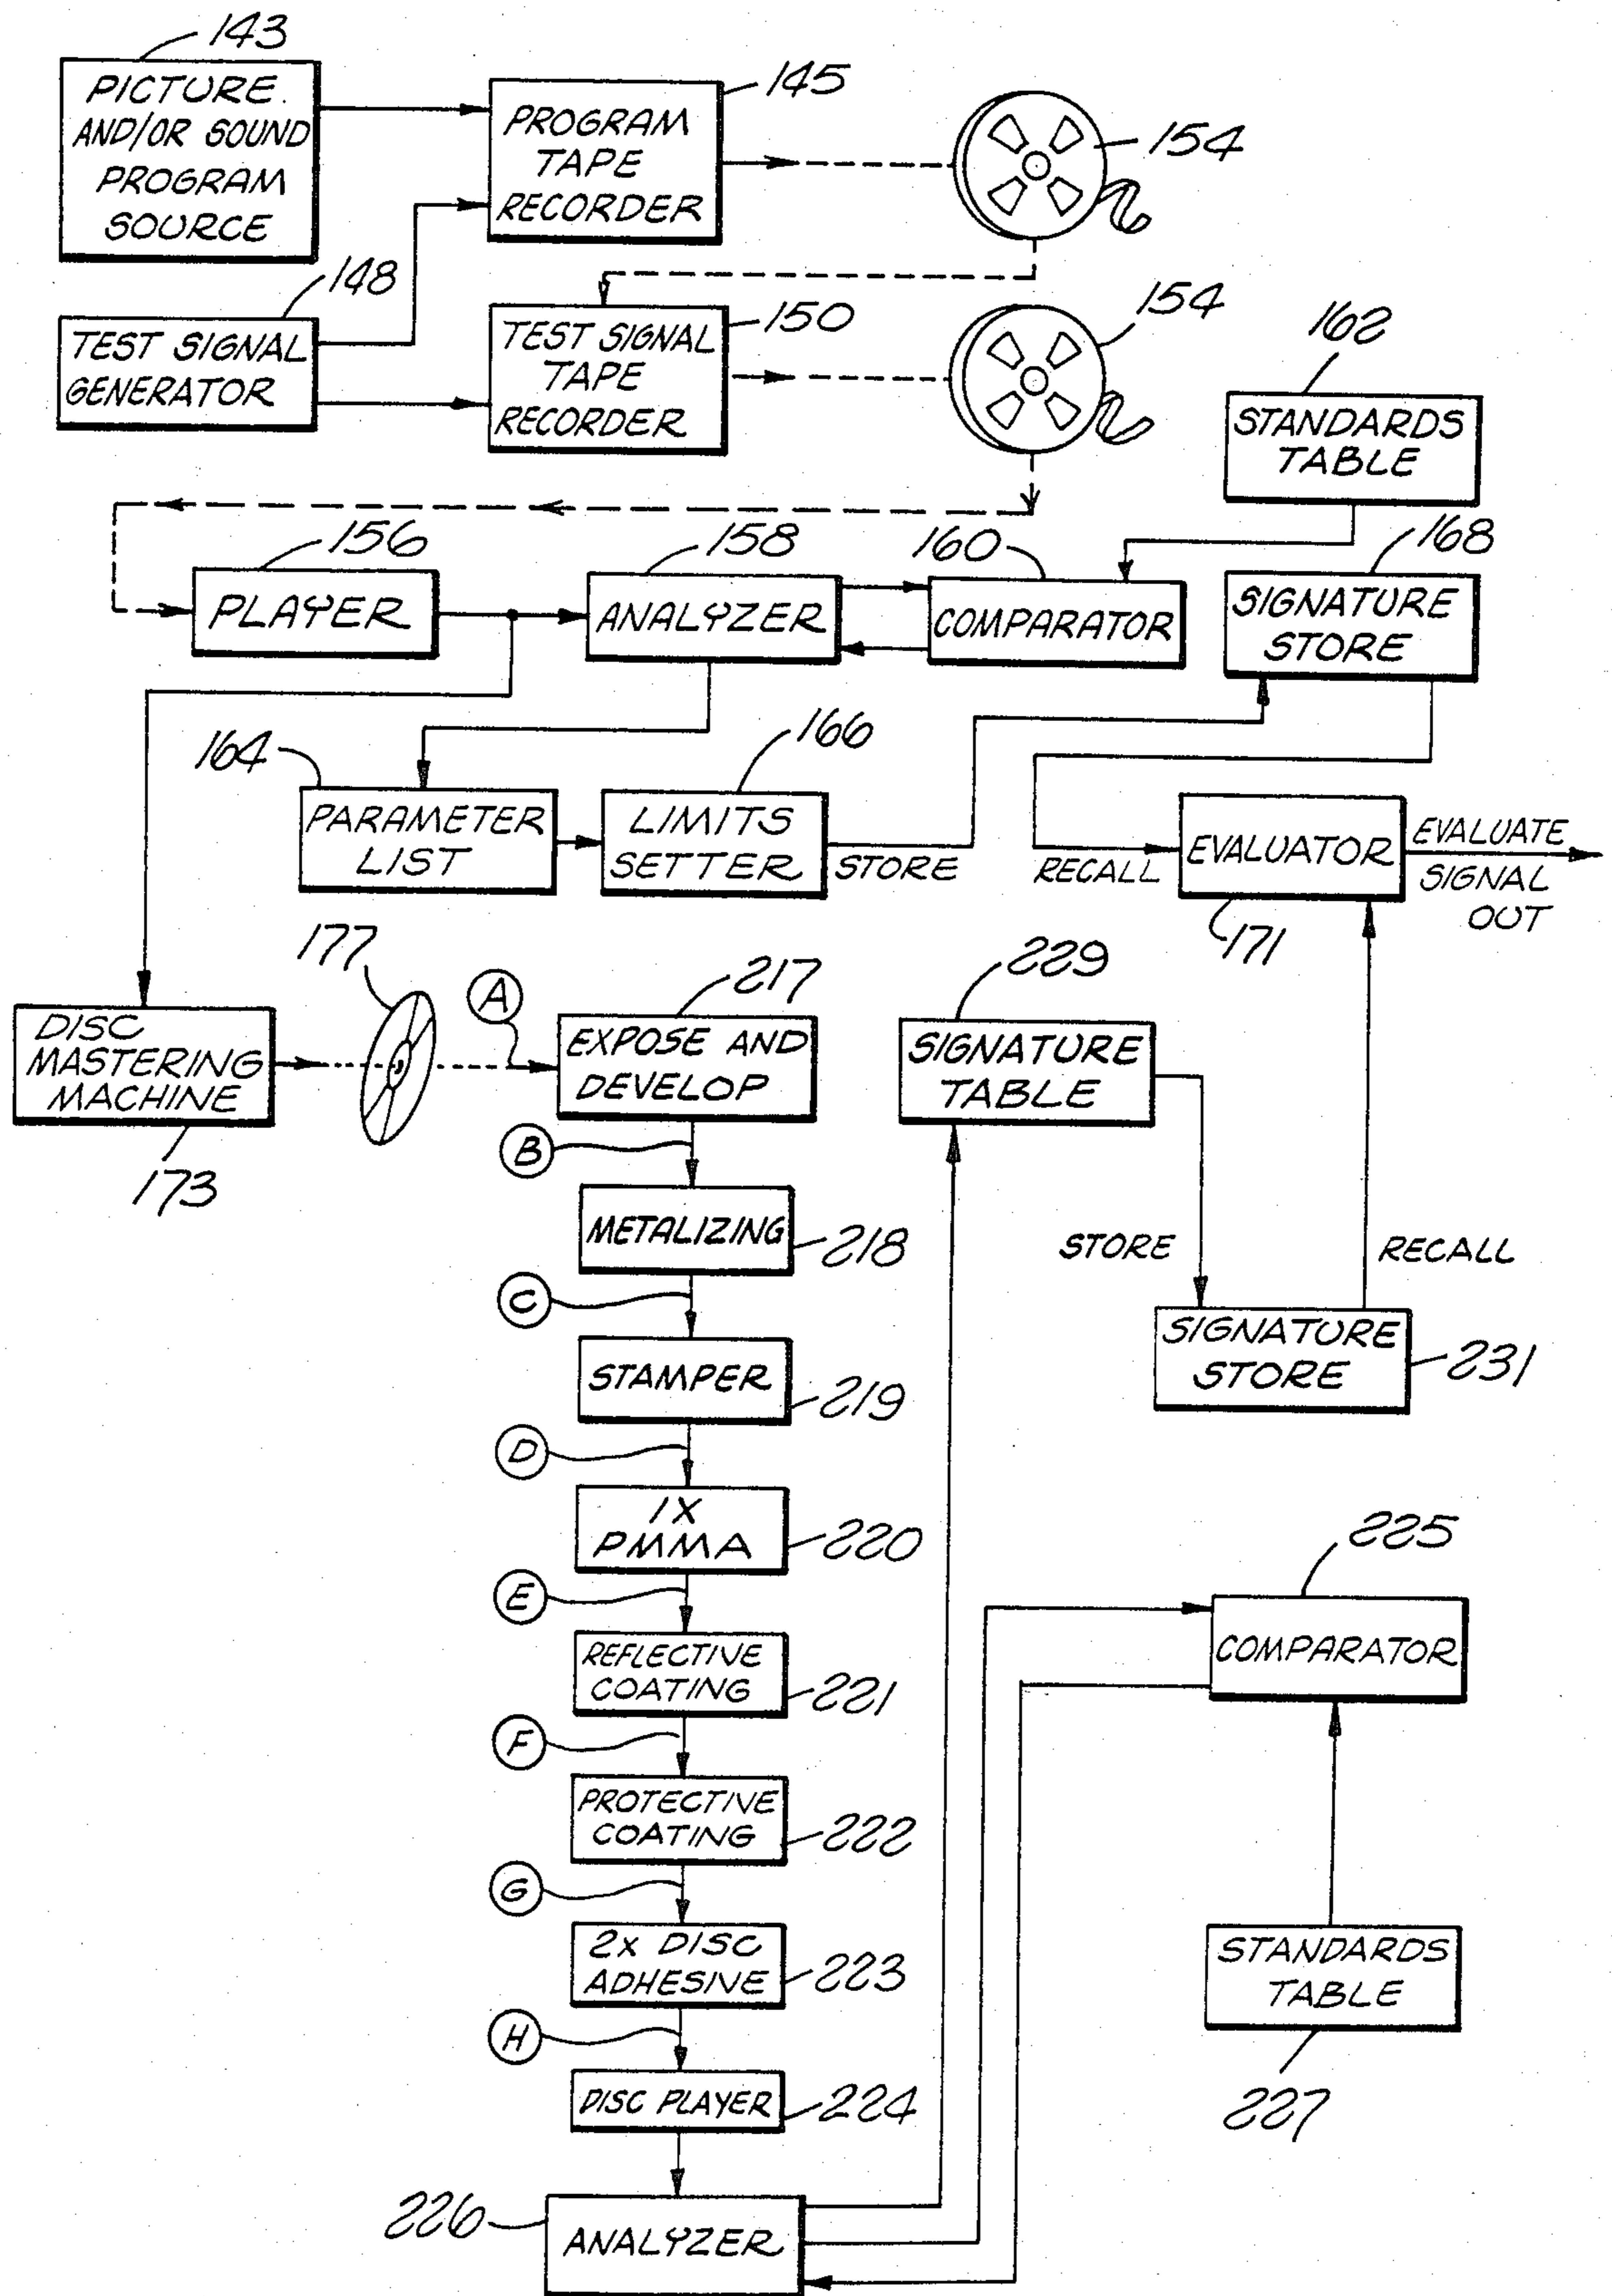 143
PICTURE.
AND/OR SOUND
PROGRAM
SOURCE
145
PROGRAM
TAPE
RECORDER
154
148
TEST SIGNAL
GENERATOR
150
TEST SIGNAL
TAPE
RECORDER
154
162
STANDARDS
TABLE
156
PLAYER
158
ANALYZER
160
COMPARATOR
168
SIGNATURE
STORE
164
PARAMETER
LIST
166
LIMITS
SETTER
STORE
RECALL
EVALUATOR
171
EVALUATE
SIGNAL
OUT
177
A
217
DISC
MASTERING
MACHINE
173
EXPOSE AND
DEVELOP
229
SIGNATURE
TABLE
B
METALIZING
218
STORE
RECALL
C
STAMPER
219
SIGNATURE
STORE
231
D
1X
PMMA
220
E
REFLECTIVE
COATING
221
225
COMPARATOR
F
PROTECTIVE
COATING
222
G
2X DISC
ADHESIVE
223
STANDARDS
TABLE
227
H
DISC PLAYER
224
226
ANALYZER